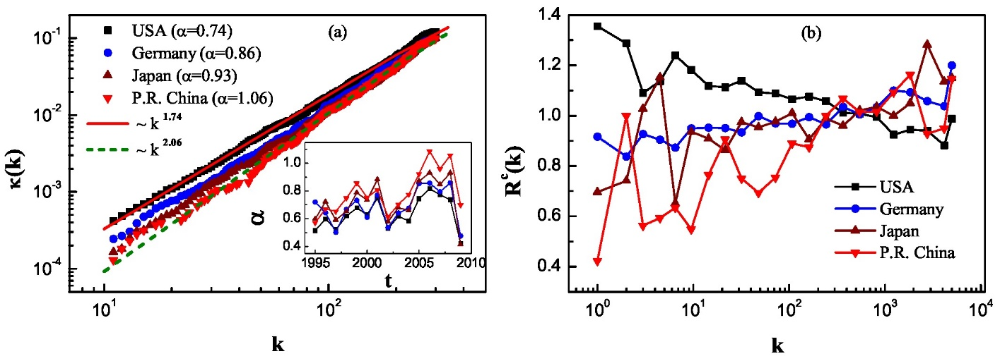 (a)
USA (α=0.74)
Germany (α=0.86)
Japan (α=0.93)
P.R. China (α=1.06)
~ k^1.74
~ k^2.06
10^-1
10^-2
10^-3
10^-4
κ(k)
10^1
10^2
k
1.0
0.8
0.6
0.4
α
1995
2000
2005
2010
t
(b)
1.4
1.2
1.0
0.8
0.6
0.4
R^c(k)
USA
Germany
Japan
P.R. China
10^0
10^1
10^2
10^3
10^4
k